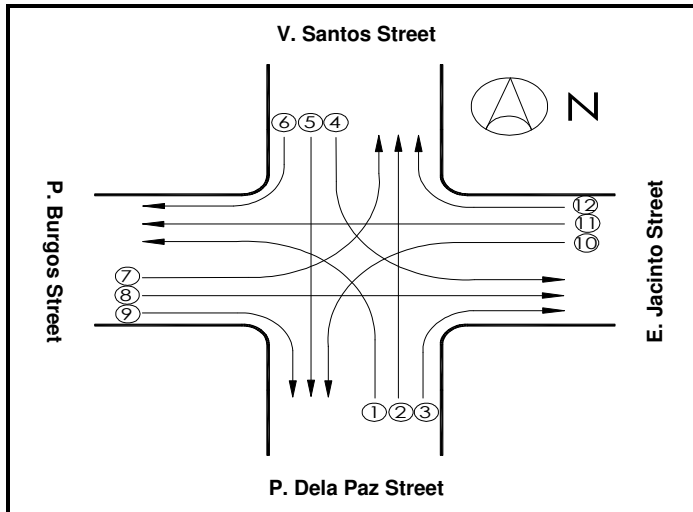 V. Santos Street
N
6 5 4
P. Burgos Street
12
11
10
7
8
9
E. Jacinto Street
1 2 3
P. Dela Paz Street